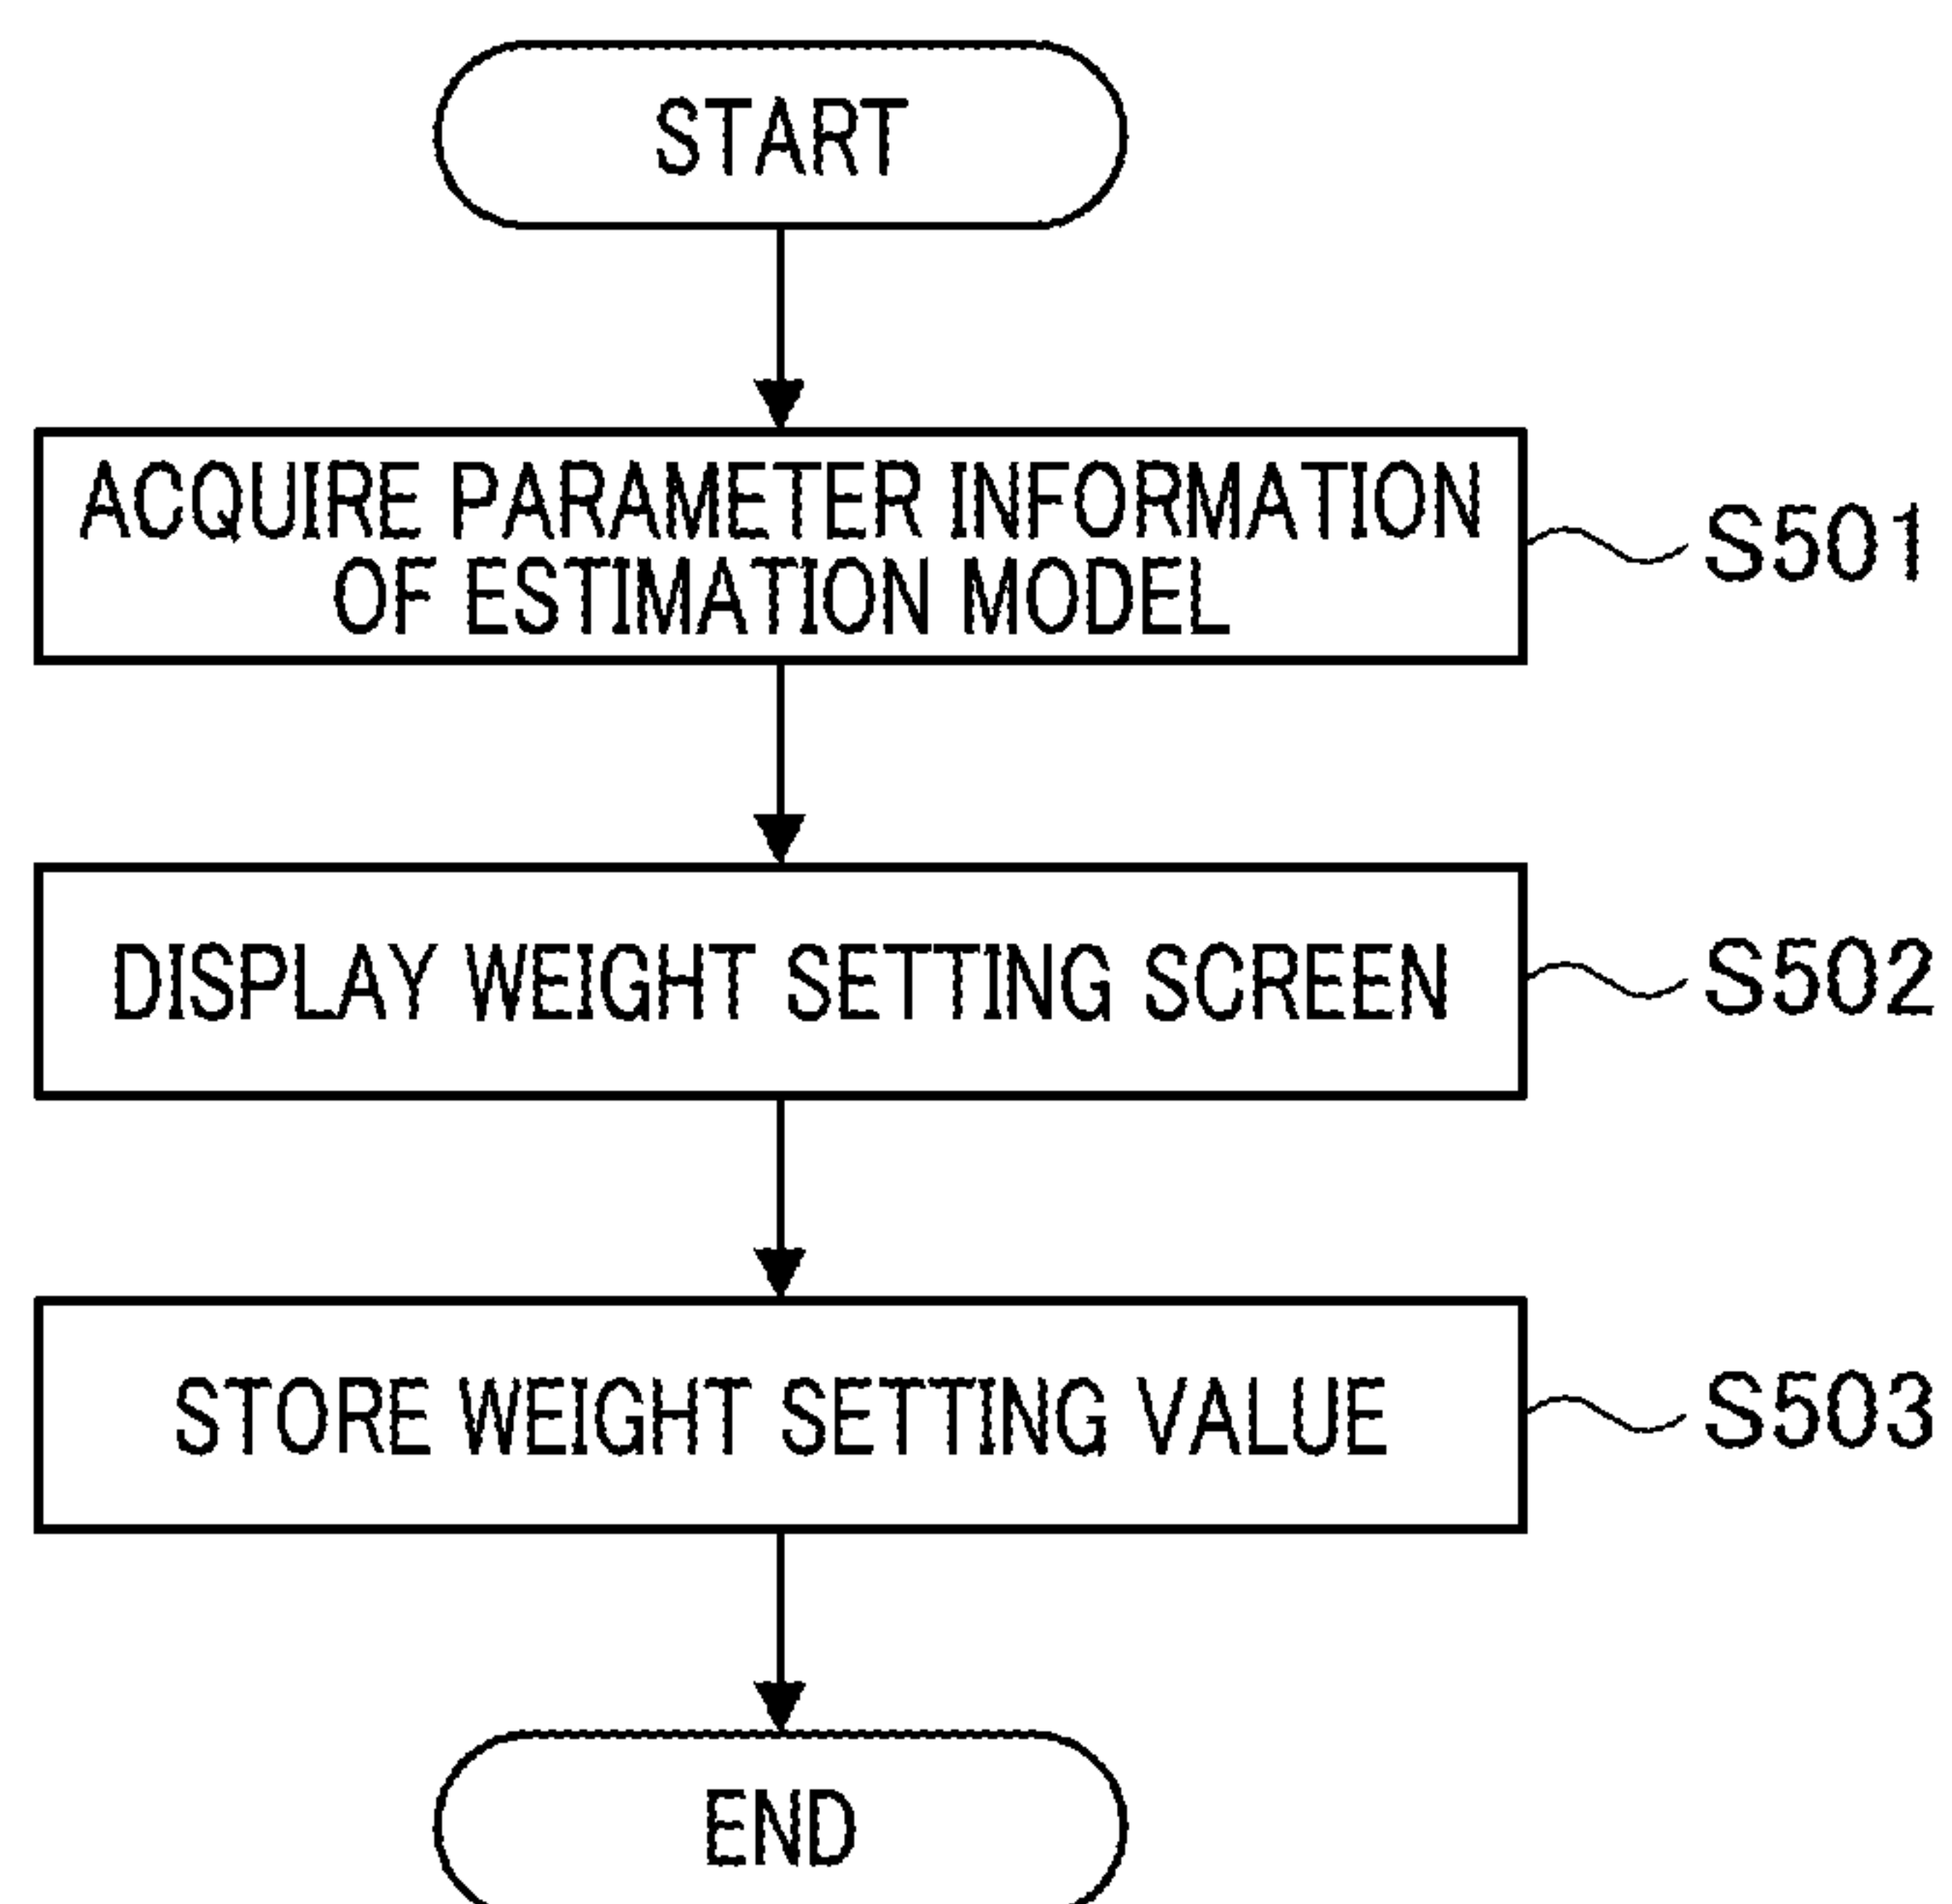 START
ACQUIRE PARAMETER INFORMATION
OF ESTIMATION MODEL
S501
DISPLAY WEIGHT SETTING SCREEN
S502
STORE WEIGHT SETTING VALUE
S503
END